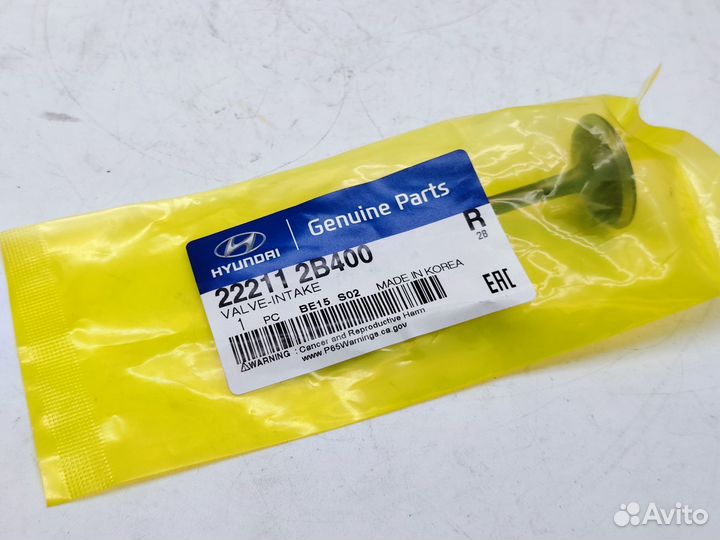 HYUNDAI
Genuine Parts
22211 2B400
R
28
VALVE-INTAKE
1 PC BE15 S02 MADE IN KOREA
EAC
⚠WARNING : Cancer and Reproductive Harm
www.P65Warnings.ca.gov
Avito